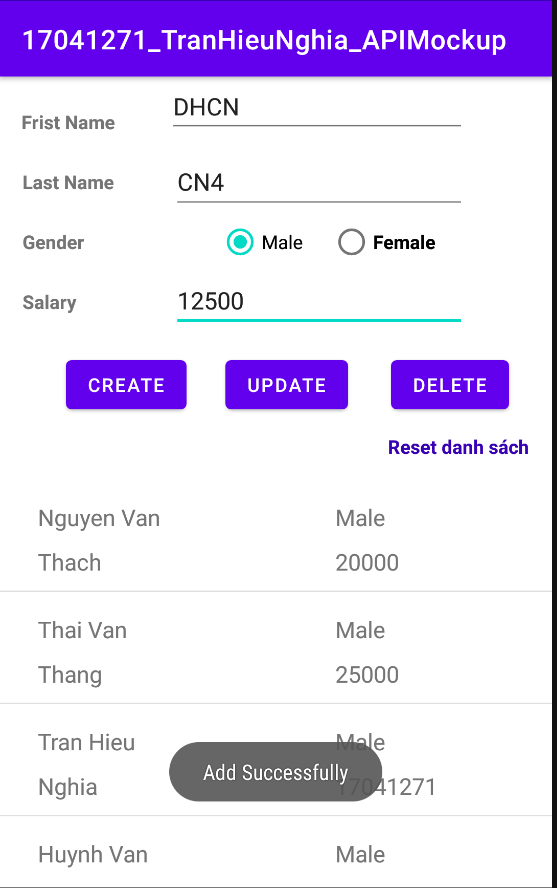 17041271_TranHieuNghia_APIMockup
Frist Name DHCN
Last Name CN4
Gender Male Female
Salary 12500
CREATE UPDATE DELETE
Reset danh sách
Nguyen Van Male
Thach 20000
Thai Van Male
Thang 25000
Tran Hieu Male
Add Successfully
Nghia 17041271
Huynh Van Male